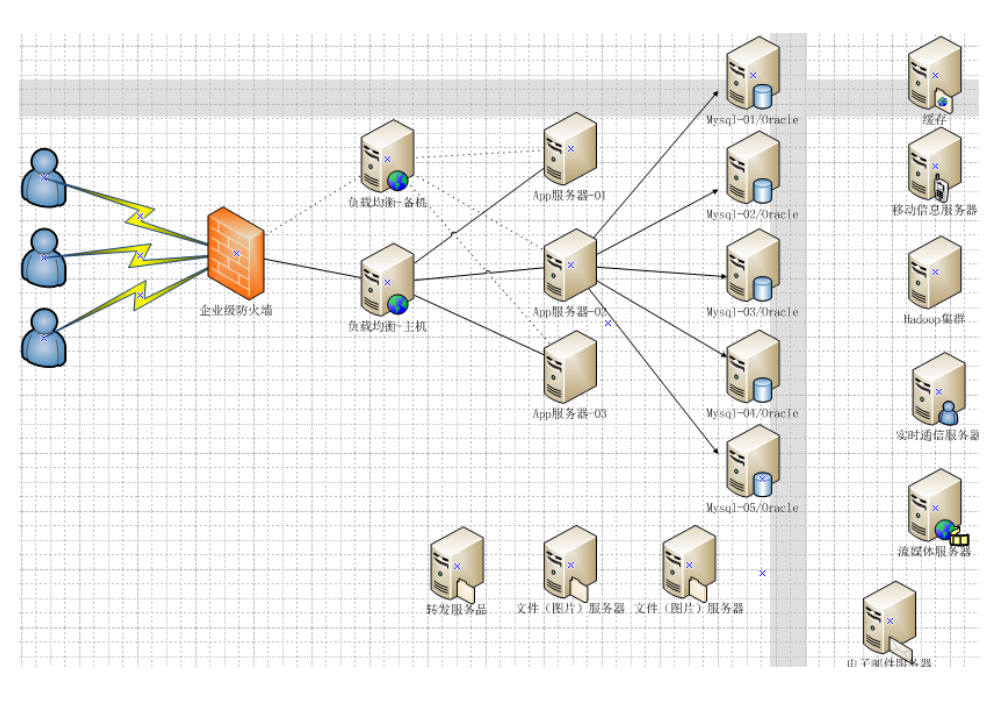 Mysql-01/Oracle
缓存
负载均衡-备机
App服务器-01
Mysql-02/Oracle
移动信息服务器
企业级防火墙
负载均衡-主机
App服务器-02
Mysql-03/Oracle
Hadoop集群
App服务器-03
Mysql-04/Oracle
实时通信服务器
Mysql-05/Oracle
流媒体服务器
转发服务品
文件（图片）服务器
文件（图片）服务器
电子邮件服务器